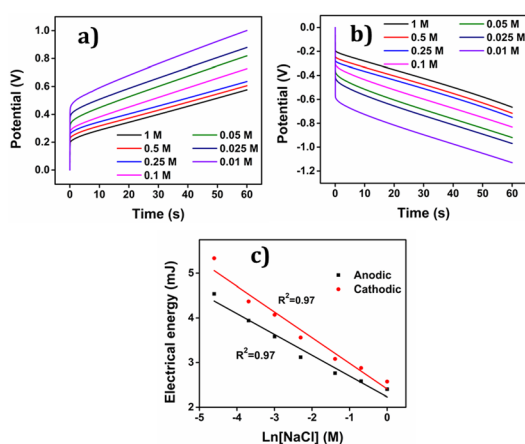 a)
Potential (V)
1.0
0.8
0.6
0.4
0.2
0.0
1 M
0.5 M
0.25 M
0.1 M
0.05 M
0.025 M
0.01 M
0 10 20 30 40 50 60
Time (s)
b)
Potential (V)
0.0
-0.2
-0.4
-0.6
-0.8
-1.0
-1.2
1 M
0.5 M
0.25 M
0.1 M
0.05 M
0.025 M
0.01 M
0 10 20 30 40 50 60
Time (s)
c)
Electrical energy (mJ)
5
4
3
2
Anodic
Cathodic
R²=0.97
R²=0.97
-5 -4 -3 -2 -1 0
Ln[NaCl] (M)